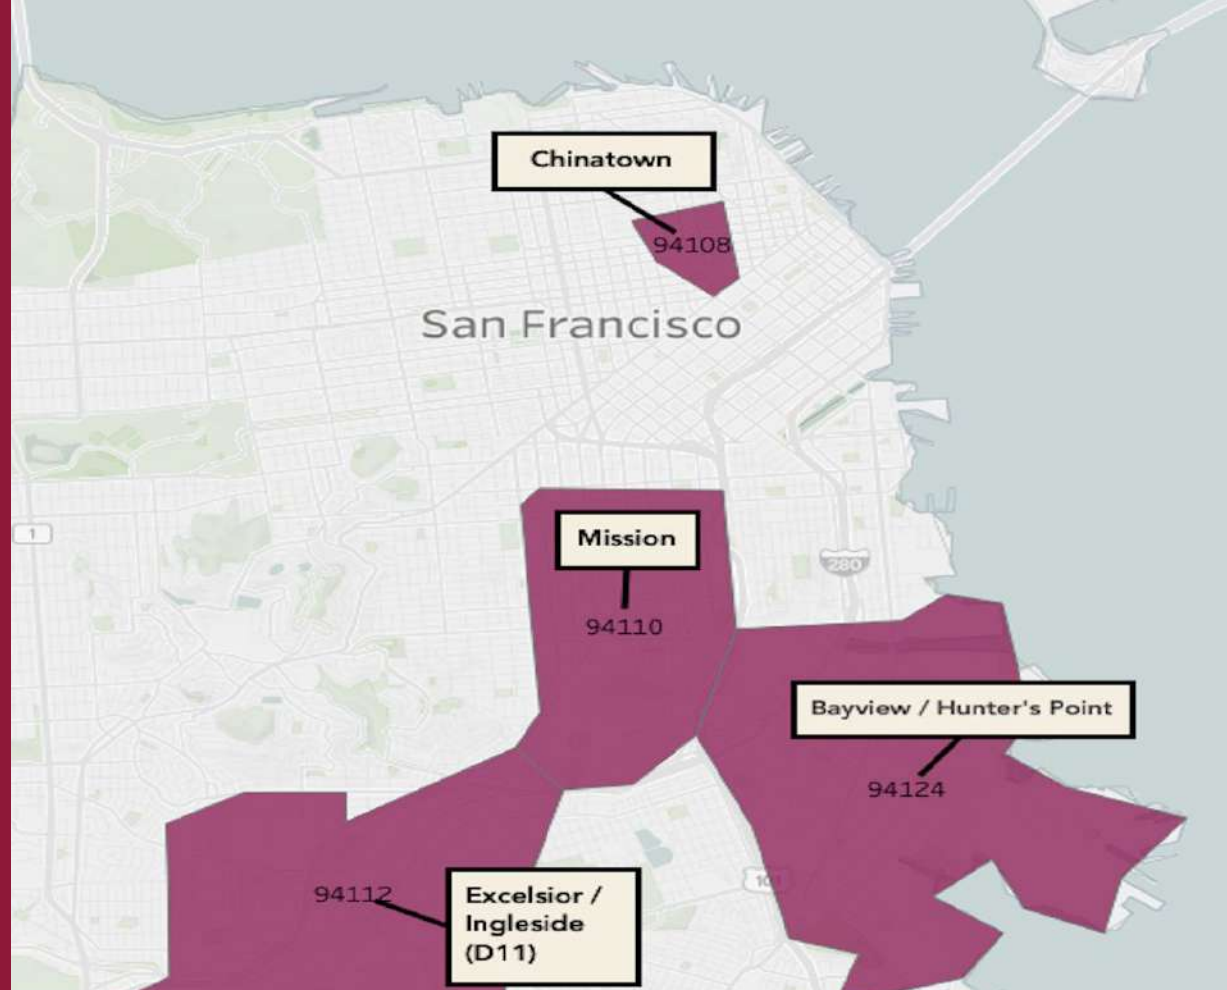 Chinatown
94108
San Francisco
1
Mission
280
94110
Bayview / Hunter's Point
94124
101
94112
Excelsior /
Ingleside
(D11)